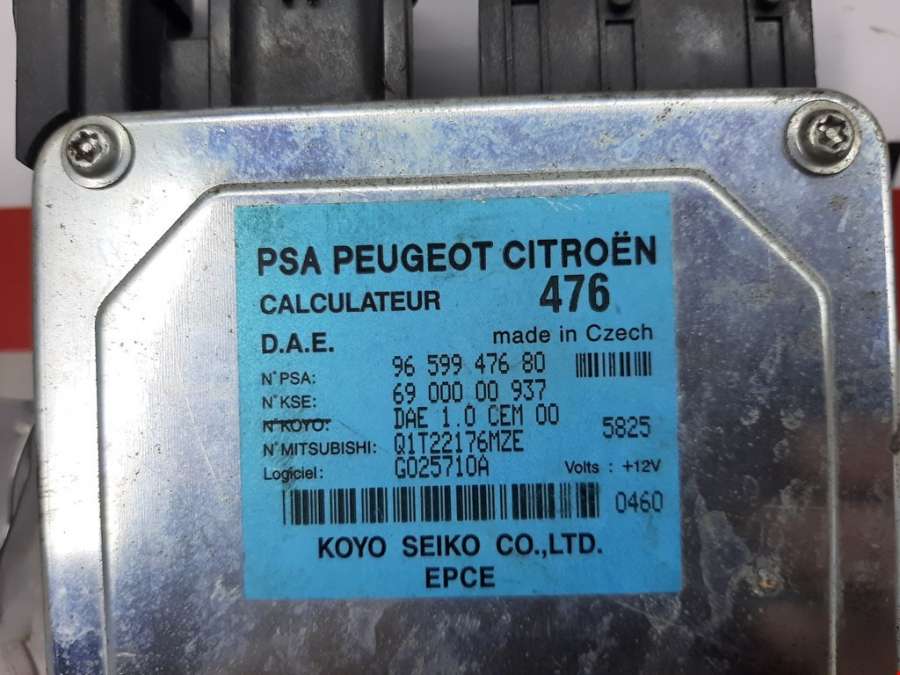 PSA PEUGEOT CITROËN
CALCULATEUR 476
D.A.E. made in Czech
N° PSA: 96 599 476 80
N° KSE: 69 000 00 937
N° KOYO: DAE 1.0 CEM 00
N° MITSUBISHI: Q1T22176MZE 5825
Logiciel: G025710A Volts : +12V
0460
KOYO SEIKO CO.,LTD.
EPCE